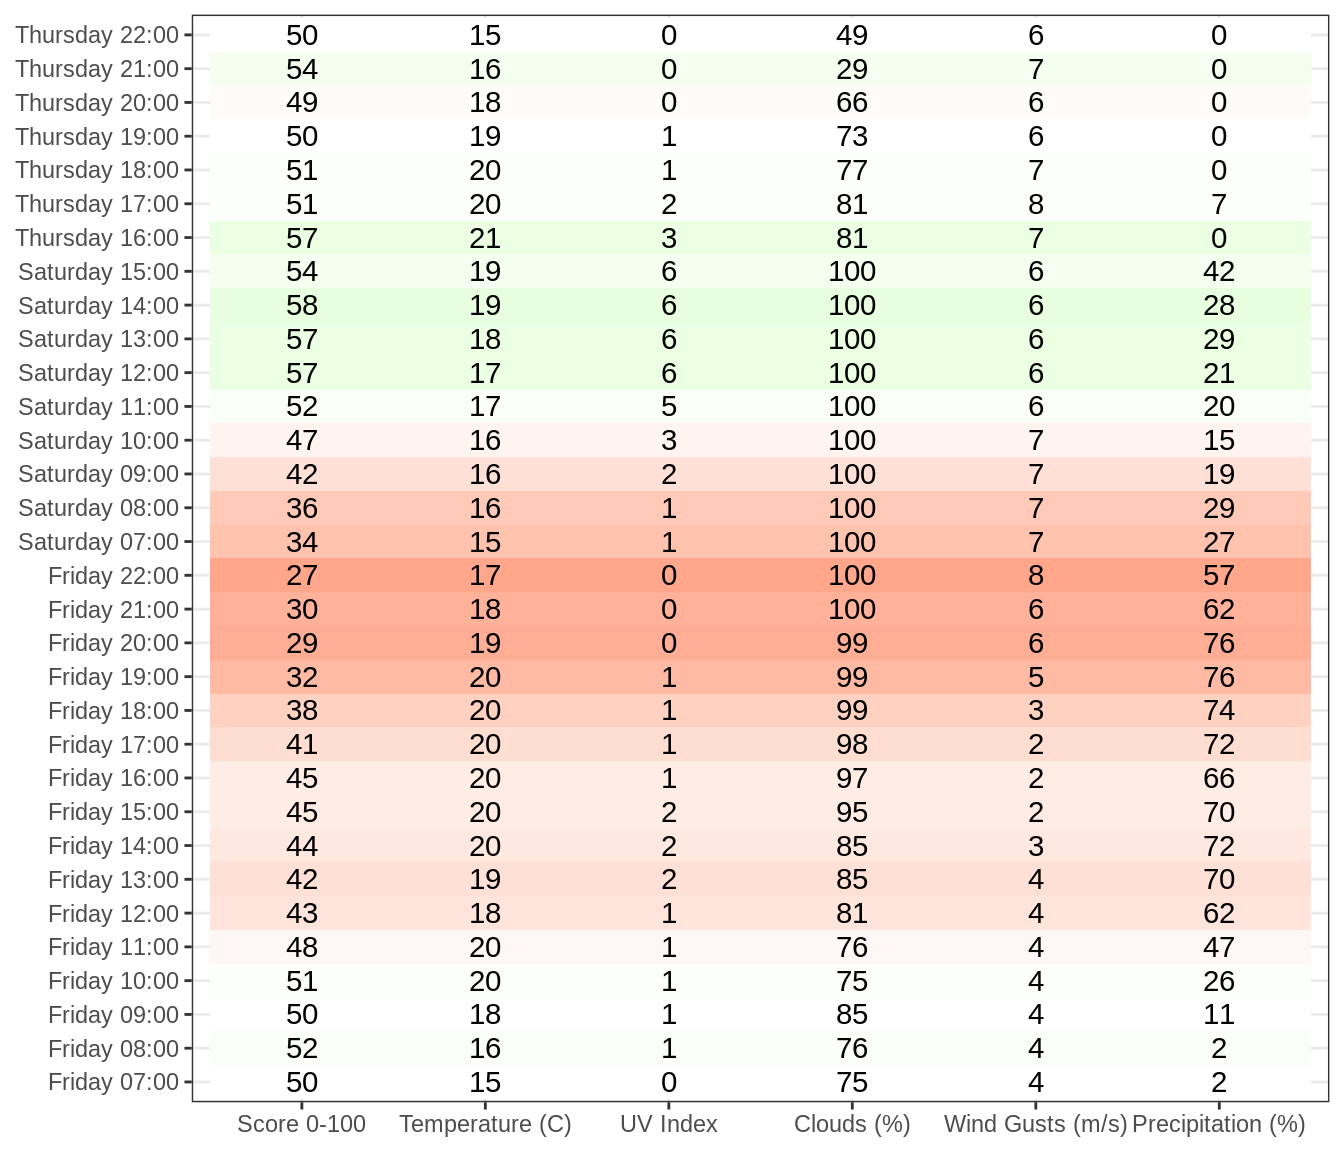 Thursday 22:00 50 15 0 49 6 0
Thursday 21:00 54 16 0 29 7 0
Thursday 20:00 49 18 0 66 6 0
Thursday 19:00 50 19 1 73 6 0
Thursday 18:00 51 20 1 77 7 0
Thursday 17:00 51 20 2 81 8 7
Thursday 16:00 57 21 3 81 7 0
Saturday 15:00 54 19 6 100 6 42
Saturday 14:00 58 19 6 100 6 28
Saturday 13:00 57 18 6 100 6 29
Saturday 12:00 57 17 6 100 6 21
Saturday 11:00 52 17 5 100 6 20
Saturday 10:00 47 16 3 100 7 15
Saturday 09:00 42 16 2 100 7 19
Saturday 08:00 36 16 1 100 7 29
Saturday 07:00 34 15 1 100 7 27
Friday 22:00 27 17 0 100 8 57
Friday 21:00 30 18 0 100 6 62
Friday 20:00 29 19 0 99 6 76
Friday 19:00 32 20 1 99 5 76
Friday 18:00 38 20 1 99 3 74
Friday 17:00 41 20 1 98 2 72
Friday 16:00 45 20 1 97 2 66
Friday 15:00 45 20 2 95 2 70
Friday 14:00 44 20 2 85 3 72
Friday 13:00 42 19 2 85 4 70
Friday 12:00 43 18 1 81 4 62
Friday 11:00 48 20 1 76 4 47
Friday 10:00 51 20 1 75 4 26
Friday 09:00 50 18 1 85 4 11
Friday 08:00 52 16 1 76 4 2
Friday 07:00 50 15 0 75 4 2
Score 0-100 Temperature (C) UV Index Clouds (%) Wind Gusts (m/s) Precipitation (%)